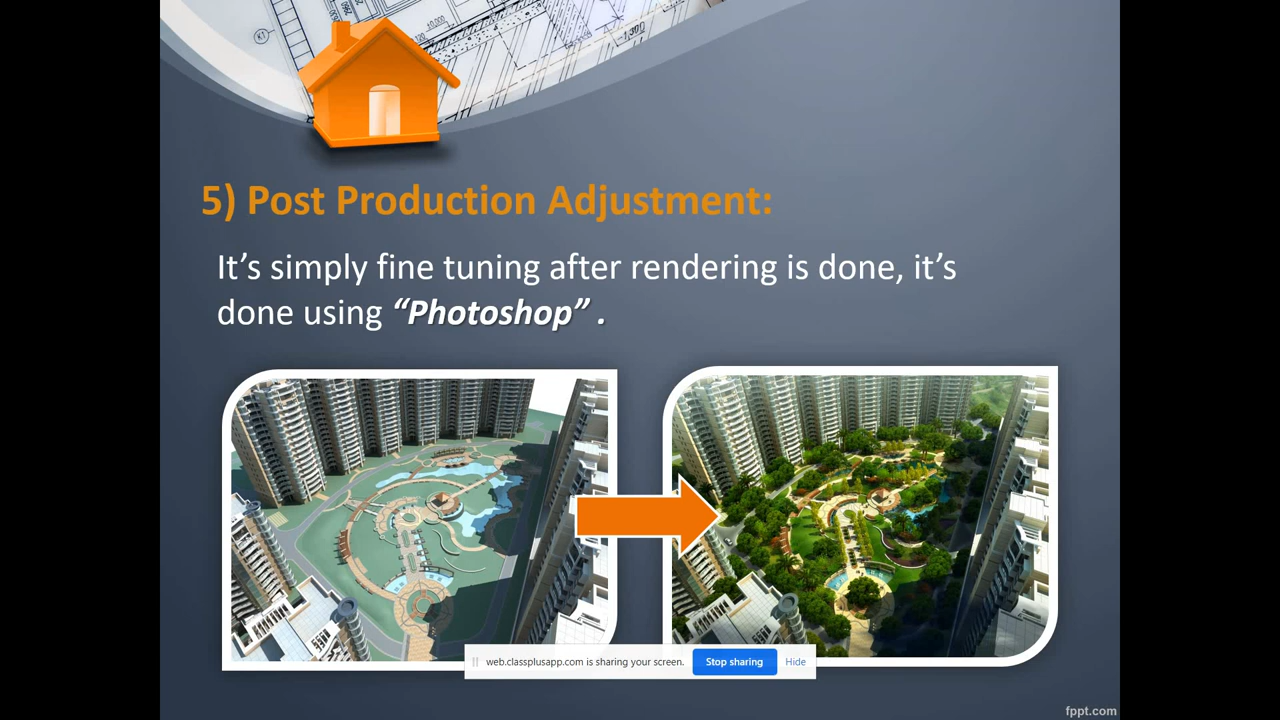 5) Post Production Adjustment:
It’s simply fine tuning after rendering is done, it’s
done using “Photoshop” .
web.classplusapp.com is sharing your screen.
Stop sharing
Hide
fppt.com